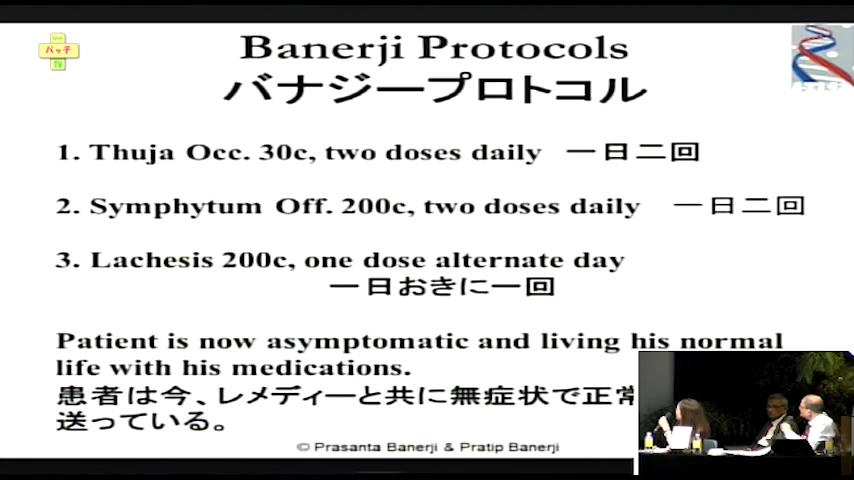 Banerji Protocols
バナジープロトコル
1. Thuja Occ. 30c, two doses daily 一日二回
2. Symphytum Off. 200c, two doses daily 一日二回
3. Lachesis 200c, one dose alternate day
一日おきに一回
Patient is now asymptomatic and living his normal
life with his medications.
患者は今、レメディーと共に無症状で正常
送っている。
© Prasanta Banerji & Pratip Banerji
バッチ
TV